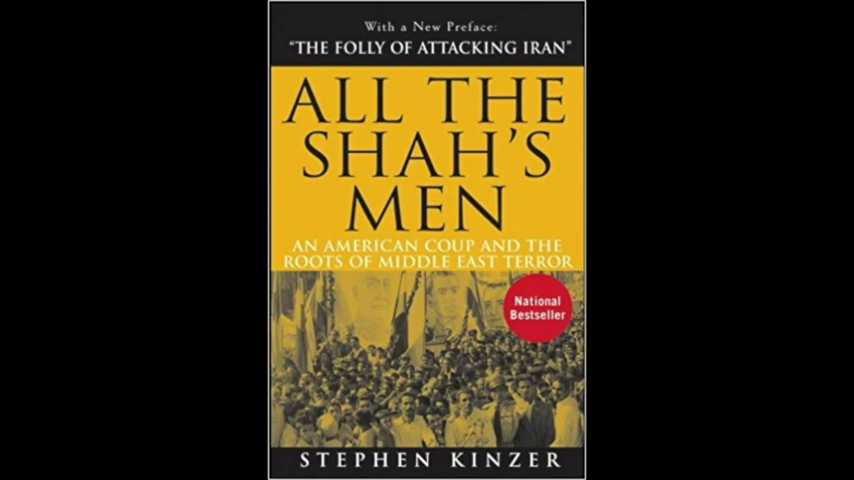 With a New Preface:
"THE FOLLY OF ATTACKING IRAN"
ALL THE
SHAH'S
MEN
AN AMERICAN COUP AND THE
ROOTS OF MIDDLE EAST TERROR
National
Bestseller
STEPHEN KINZER